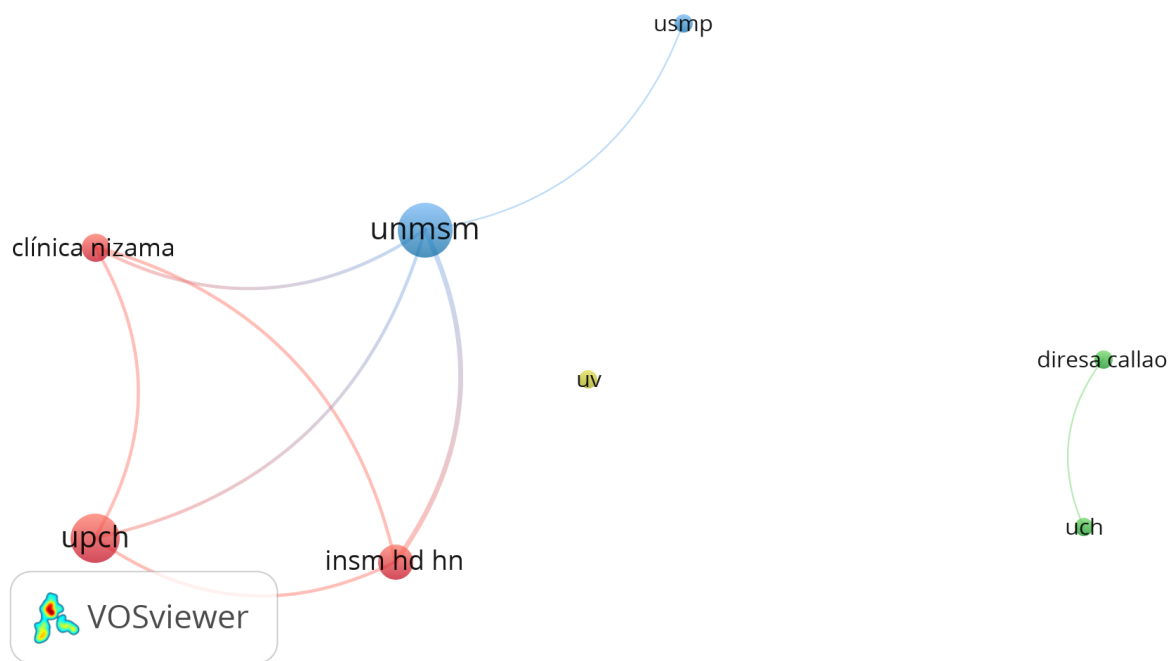 usmp
unmsm
clínica nizama
diresa callao
uv
uch
upch
insm hd hn
VOSviewer